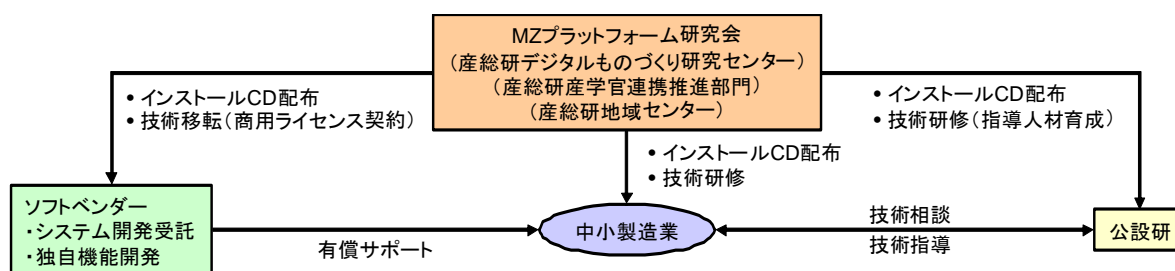 MZプラットフォーム研究会
(産総研デジタルものづくり研究センター)
(産総研産学官連携推進部門)
(産総研地域センター)
• インストールCD配布
• 技術移転(商用ライセンス契約)
• インストールCD配布
• 技術研修(指導人材育成)
• インストールCD配布
• 技術研修
ソフトベンダー
・システム開発受託
・独自機能開発
有償サポート
中小製造業
技術相談
技術指導
公設研